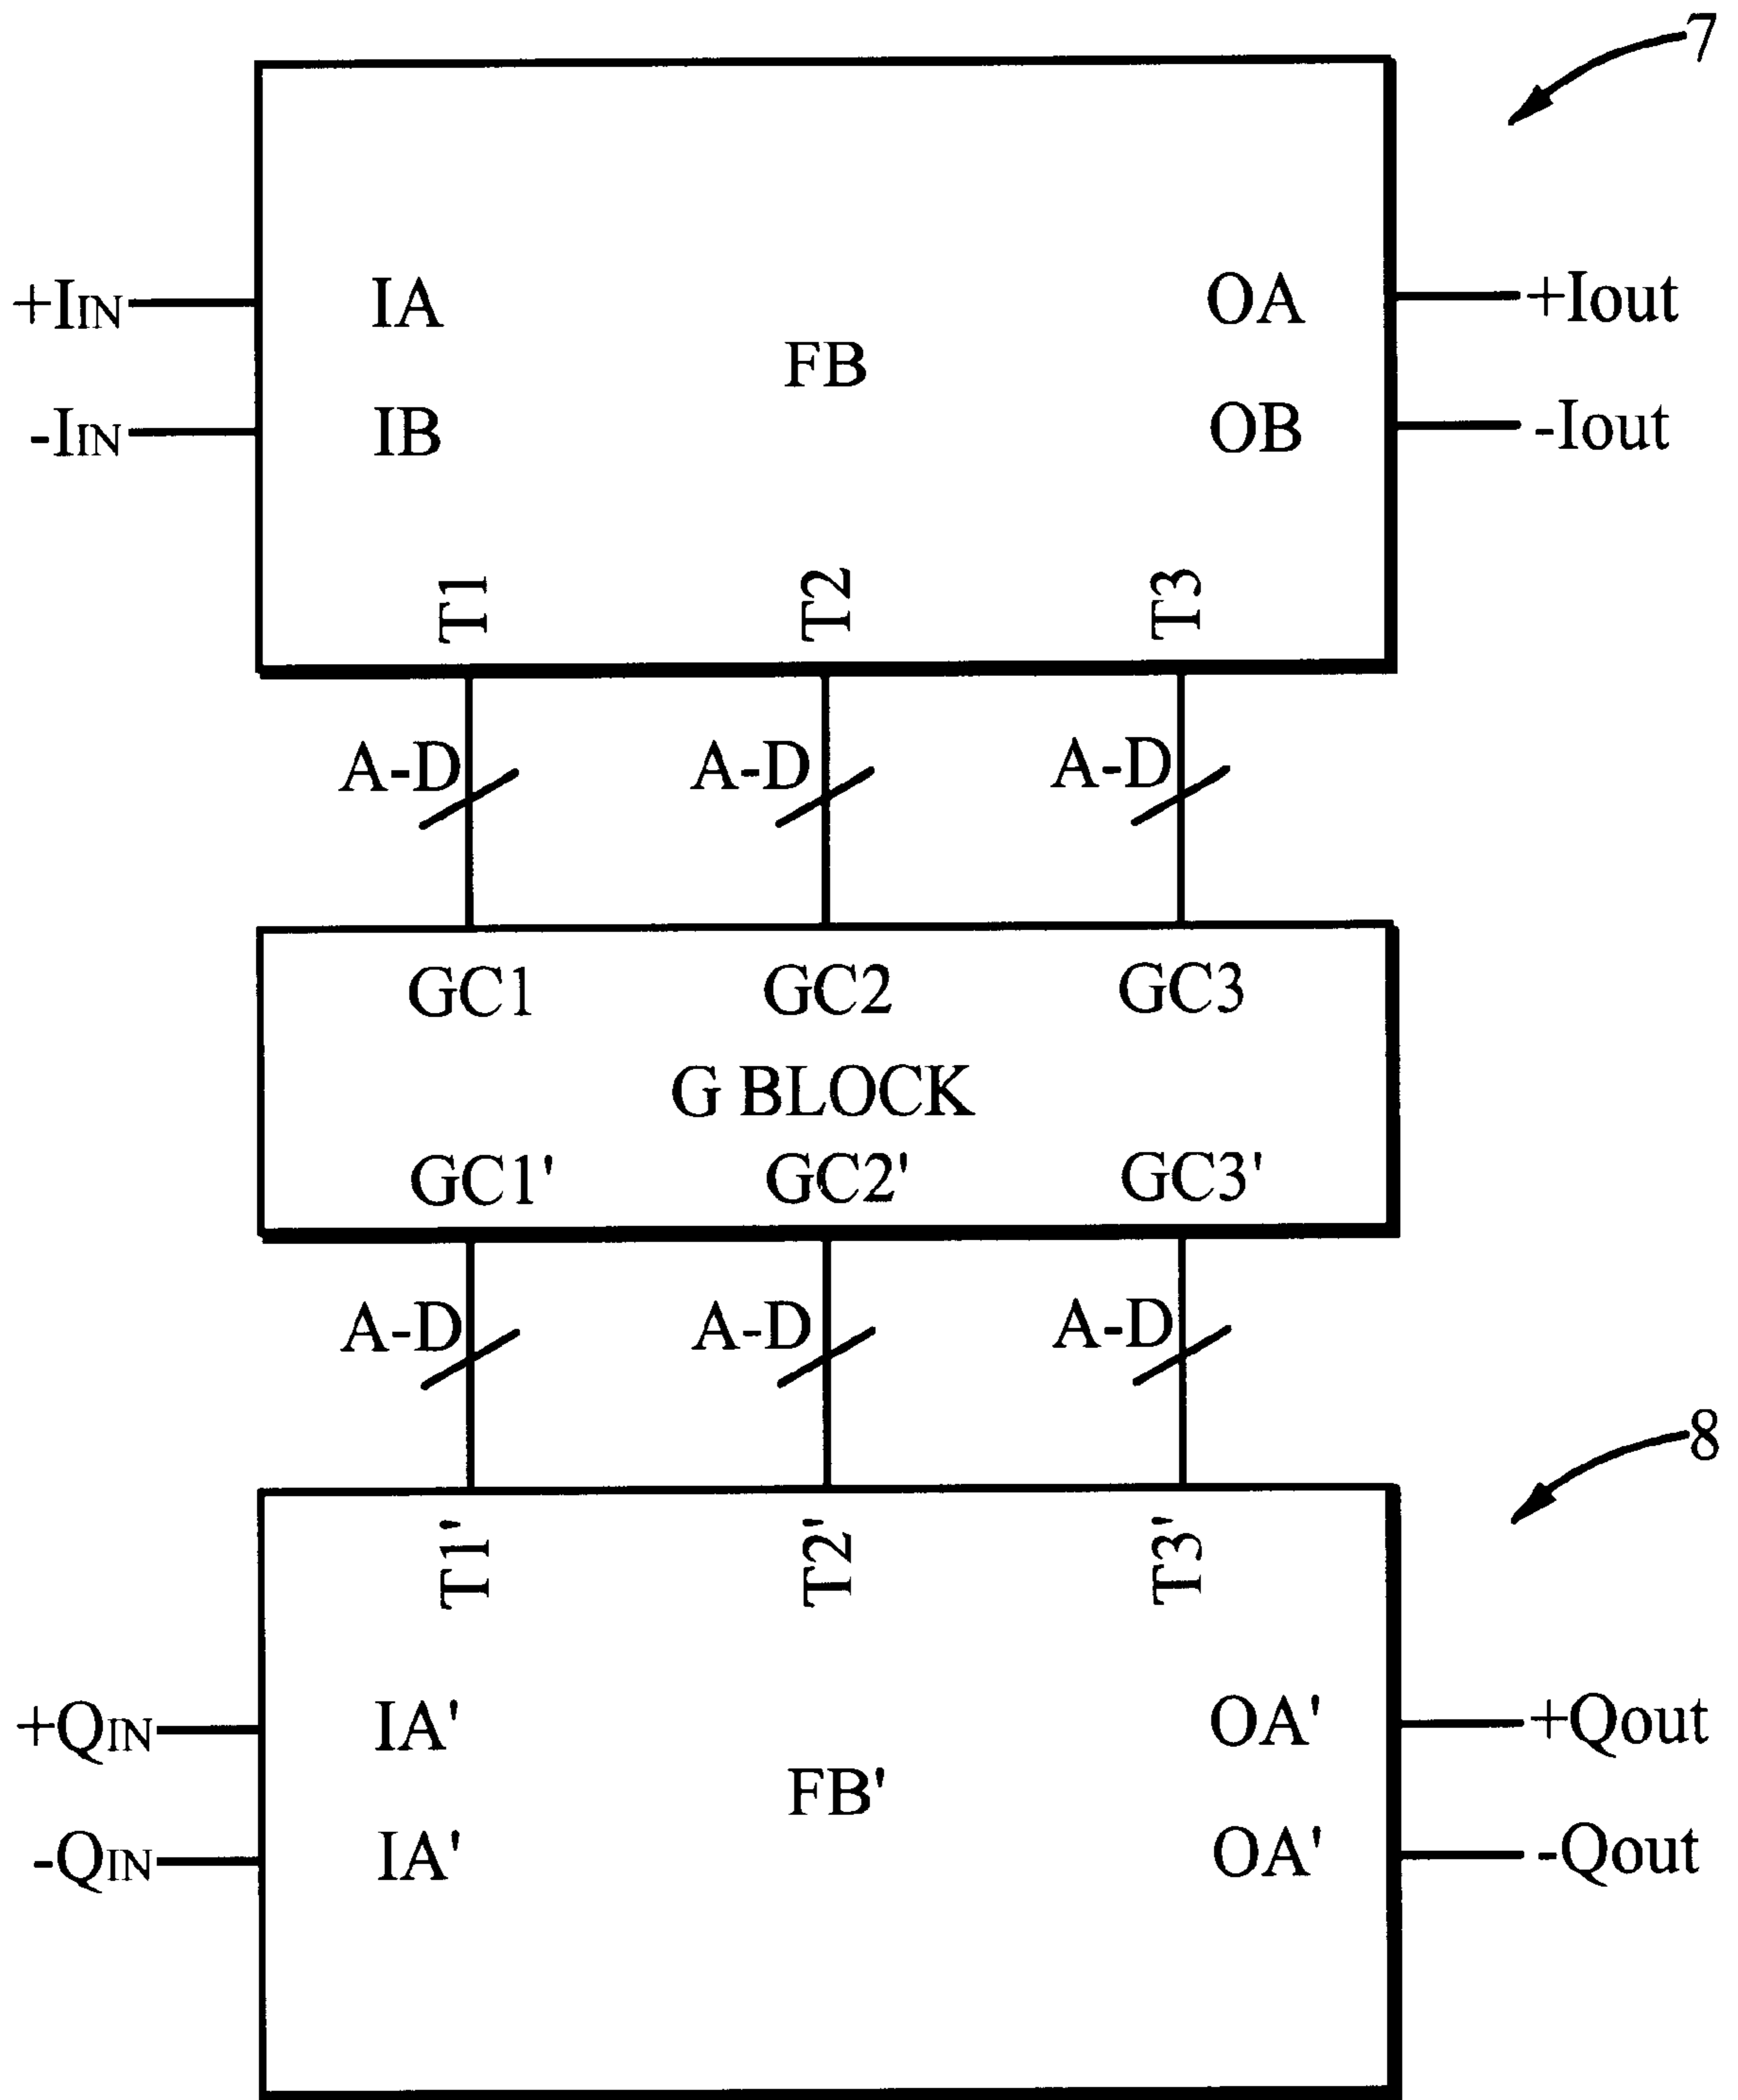 7
+IIN IA OA +Iout
FB
-IIN IB OB -Iout
T1 T2 T3
A-D A-D A-D
GC1 GC2 GC3
G BLOCK
GC1' GC2' GC3'
A-D A-D A-D
8
T1' T2' T3'
+QIN IA' OA' +Qout
FB'
-QIN IA' OA' -Qout